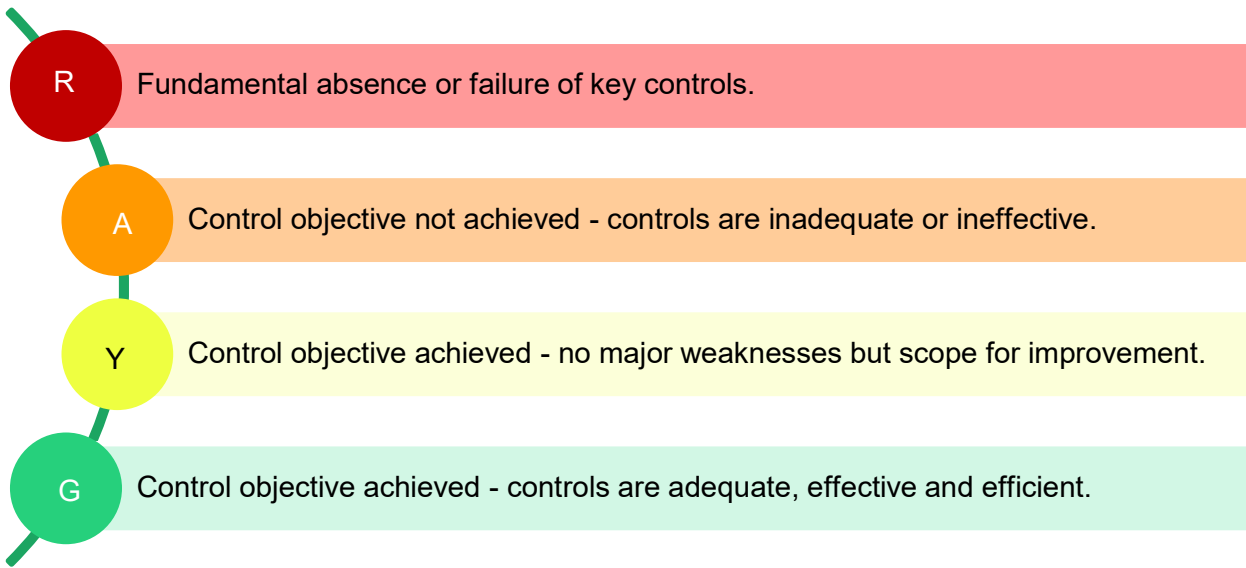 R
Fundamental absence or failure of key controls.
A
Control objective not achieved - controls are inadequate or ineffective.
Y
Control objective achieved - no major weaknesses but scope for improvement.
G
Control objective achieved - controls are adequate, effective and efficient.